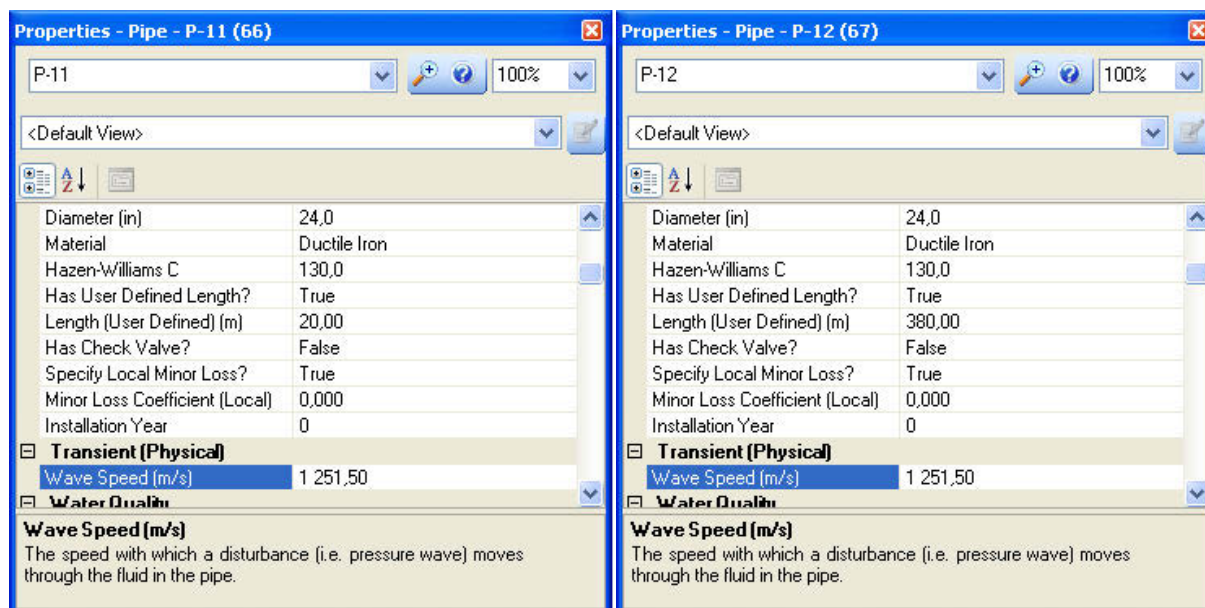 Properties - Pipe - P-11 (66)
P-11
100%
<Default View>
Diameter (in) 24,0
Material Ductile Iron
Hazen-Williams C 130,0
Has User Defined Length? True
Length (User Defined) (m) 20,00
Has Check Valve? False
Specify Local Minor Loss? True
Minor Loss Coefficient (Local) 0,000
Installation Year 0
Transient (Physical)
Wave Speed (m/s) 1 251,50
Water Quality
Wave Speed (m/s)
The speed with which a disturbance (i.e. pressure wave) moves
through the fluid in the pipe.
Properties - Pipe - P-12 (67)
P-12
100%
<Default View>
Diameter (in) 24,0
Material Ductile Iron
Hazen-Williams C 130,0
Has User Defined Length? True
Length (User Defined) (m) 380,00
Has Check Valve? False
Specify Local Minor Loss? True
Minor Loss Coefficient (Local) 0,000
Installation Year 0
Transient (Physical)
Wave Speed (m/s) 1 251,50
Water Quality
Wave Speed (m/s)
The speed with which a disturbance (i.e. pressure wave) moves
through the fluid in the pipe.